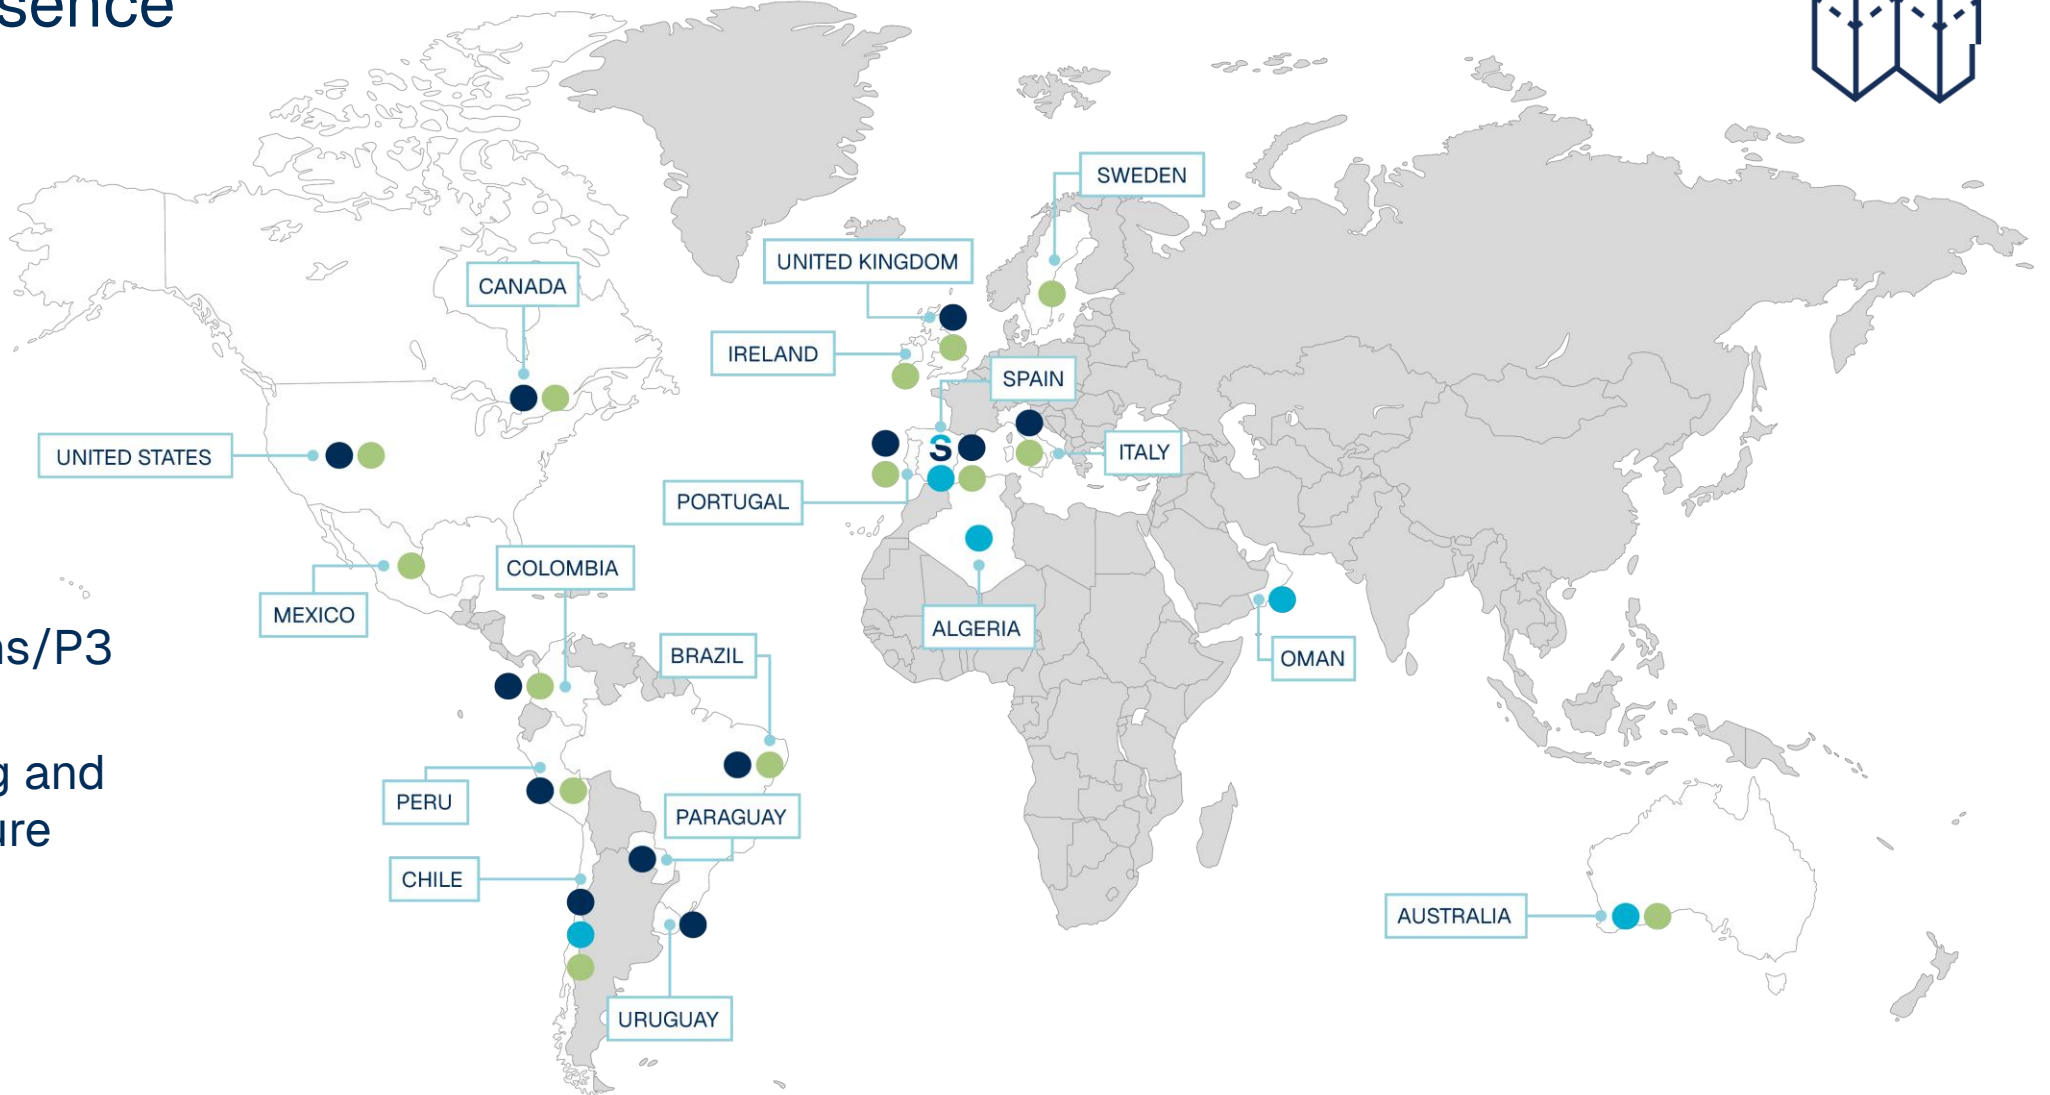 sence
SWEDEN
UNITED KINGDOM
CANADA
IRELAND
SPAIN
UNITED STATES
ITALY
S
PORTUGAL
COLOMBIA
MEXICO
ALGERIA
ns/P3
BRAZIL
OMAN
g and
PERU
PARAGUAY
ure
CHILE
AUSTRALIA
URUGUAY